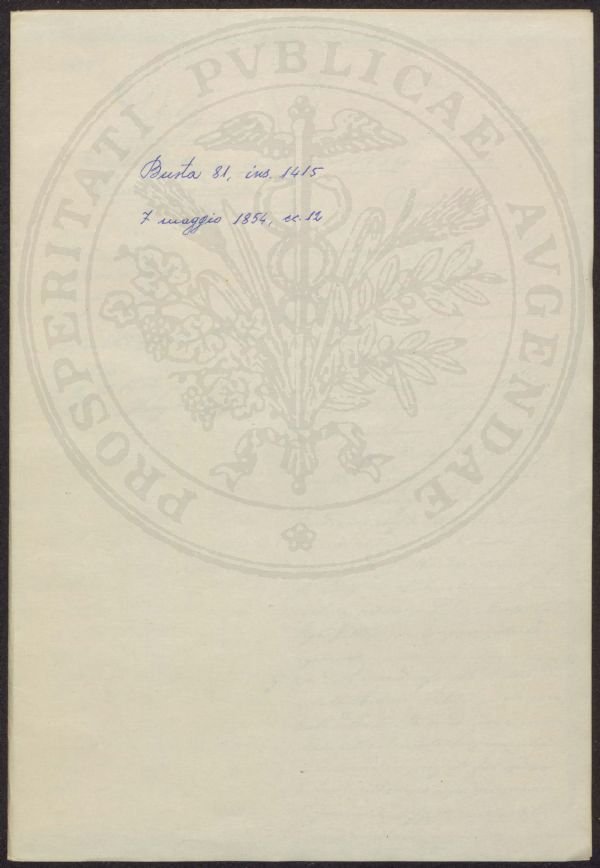 PROSPERITATI PVBLICAE AVGENDAE
Busta 81, ins. 1415
7 maggio 1854, cc. 12